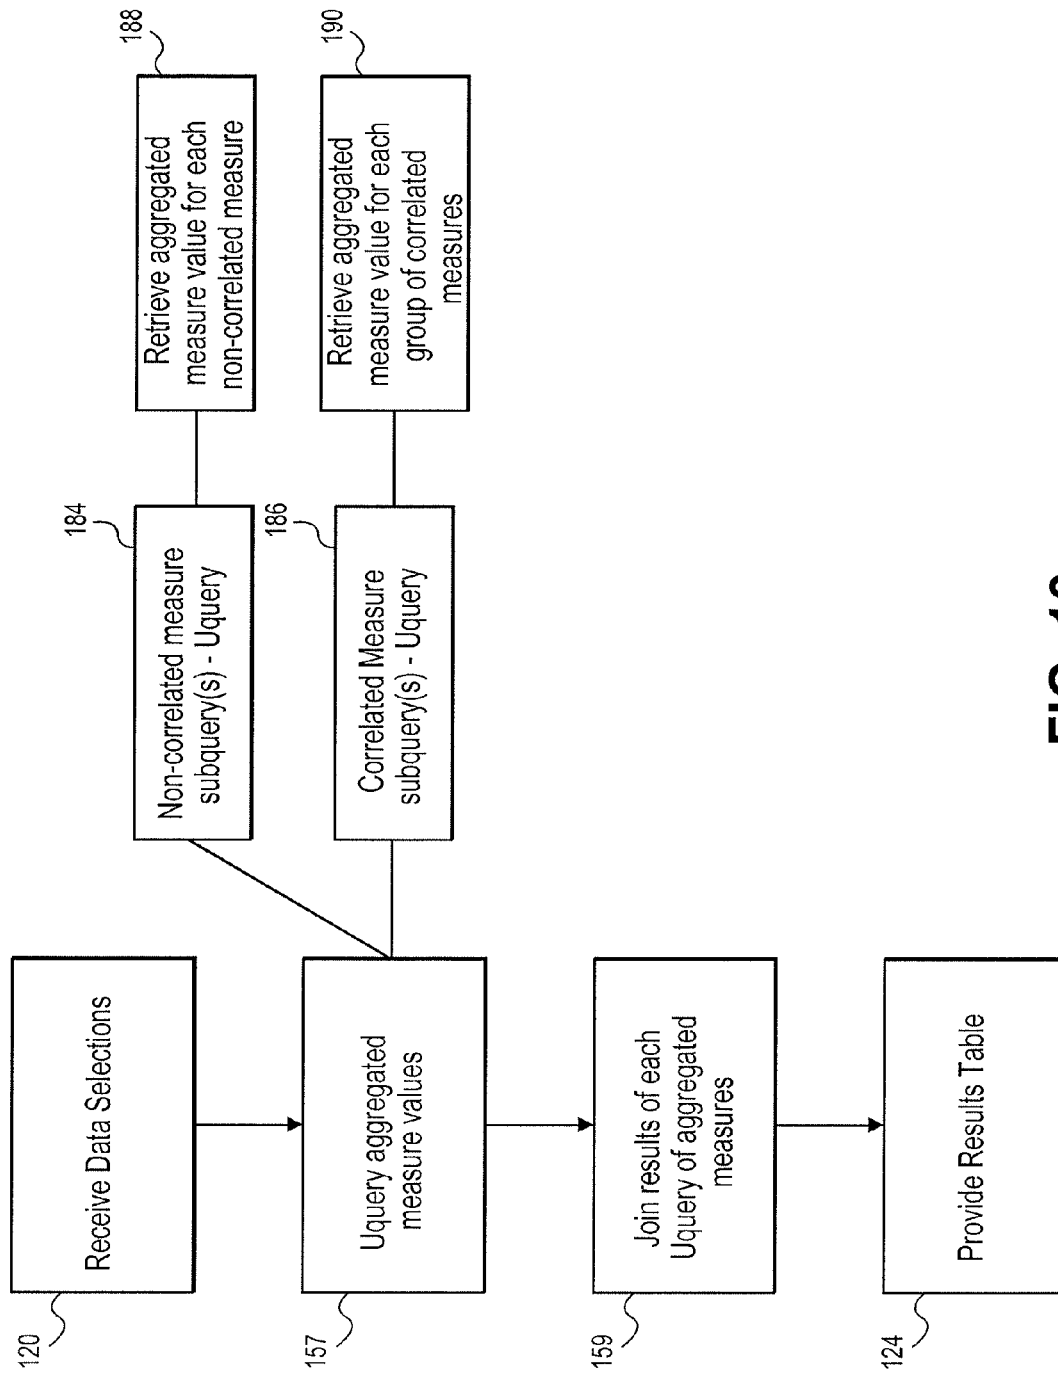 120
Receive Data Selections
157
Uquery aggregated
measure values
184
Non-correlated measure
subquery(s) - Uquery
188
Retrieve aggregated
measure value for each
non-correlated measure
186
Correlated Measure
subquery(s) - Uquery
190
Retrieve aggregated
measure value for each
group of correlated
measures
159
Join results of each
Uquery of aggregated
measures
124
Provide Results Table